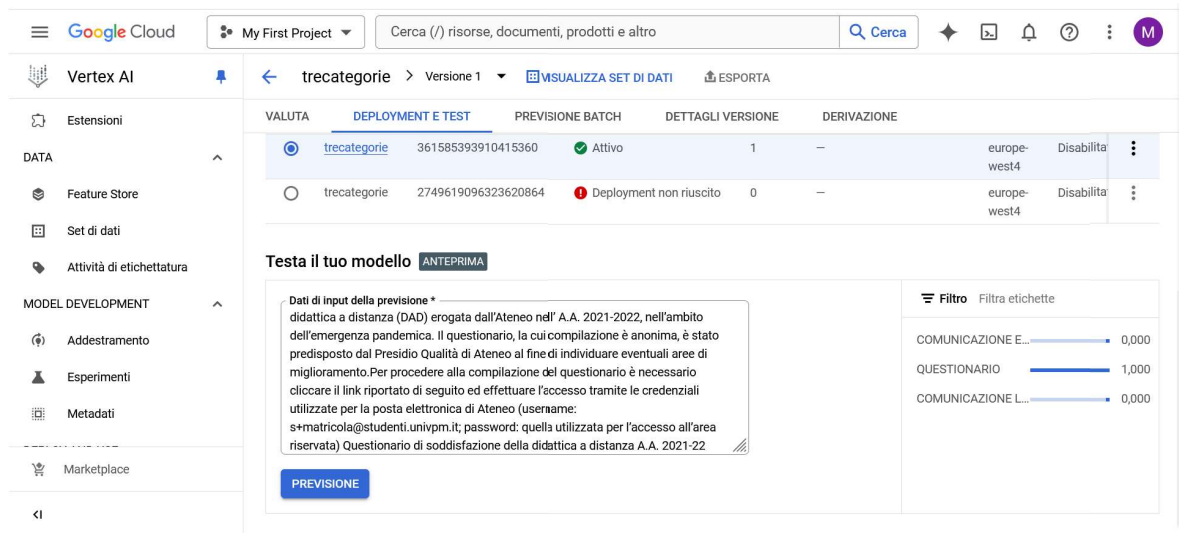 Google Cloud
My First Project
Cerca (/) risorse, documenti, prodotti e altro
Cerca
M
Vertex AI
trecategorie > Versione 1
VISUALIZZA SET DI DATI
ESPORTA
Estensioni
DATA
Feature Store
Set di dati
Attività di etichettatura
MODEL DEVELOPMENT
Addestramento
Esperimenti
Metadati
Marketplace
VALUTA DEPLOYMENT E TEST PREVISIONE BATCH DETTAGLI VERSIONE DERIVAZIONE
trecategorie 361585393910415360 Attivo 1 — europe-west4 Disabilita
trecategorie 2749619096323620864 Deployment non riuscito 0 — europe-west4 Disabilita
Testa il tuo modello ANTEPRIMA
Dati di input della previsione *
didattica a distanza (DAD) erogata dall'Ateneo nell' A.A. 2021-2022, nell'ambito
dell'emergenza pandemica. Il questionario, la cui compilazione è anonima, è stato
predisposto dal Presidio Qualità di Ateneo al fine di individuare eventuali aree di
miglioramento.Per procedere alla compilazione del questionario è necessario
cliccare il link riportato di seguito ed effettuare l'accesso tramite le credenziali
utilizzate per la posta elettronica di Ateneo (username:
s+matricola@studenti.univpm.it; password: quella utilizzata per l'accesso all'area
riservata) Questionario di soddisfazione della didattica a distanza A.A. 2021-22
PREVISIONE
Filtro Filtra etichette
COMUNICAZIONE E... 0,000
QUESTIONARIO 1,000
COMUNICAZIONE L... 0,000